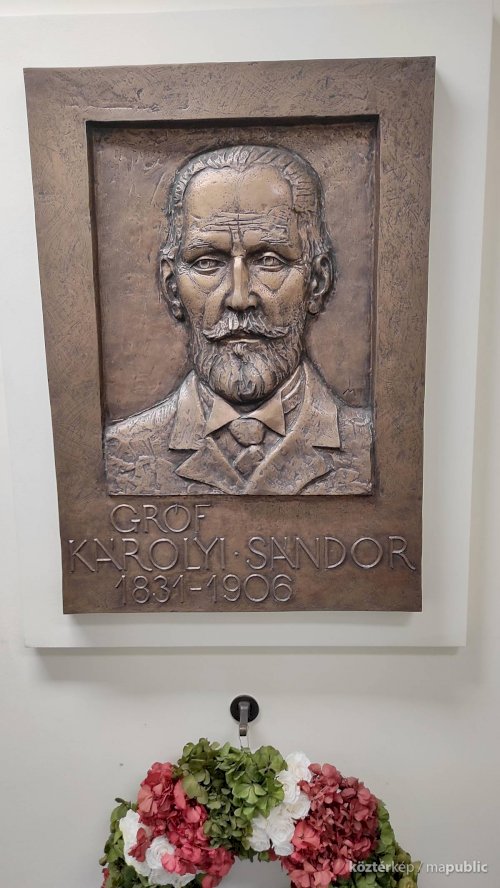 GRÓF
KÁROLYI · SÁNDOR
1831-1906
köztérkép / mapublic